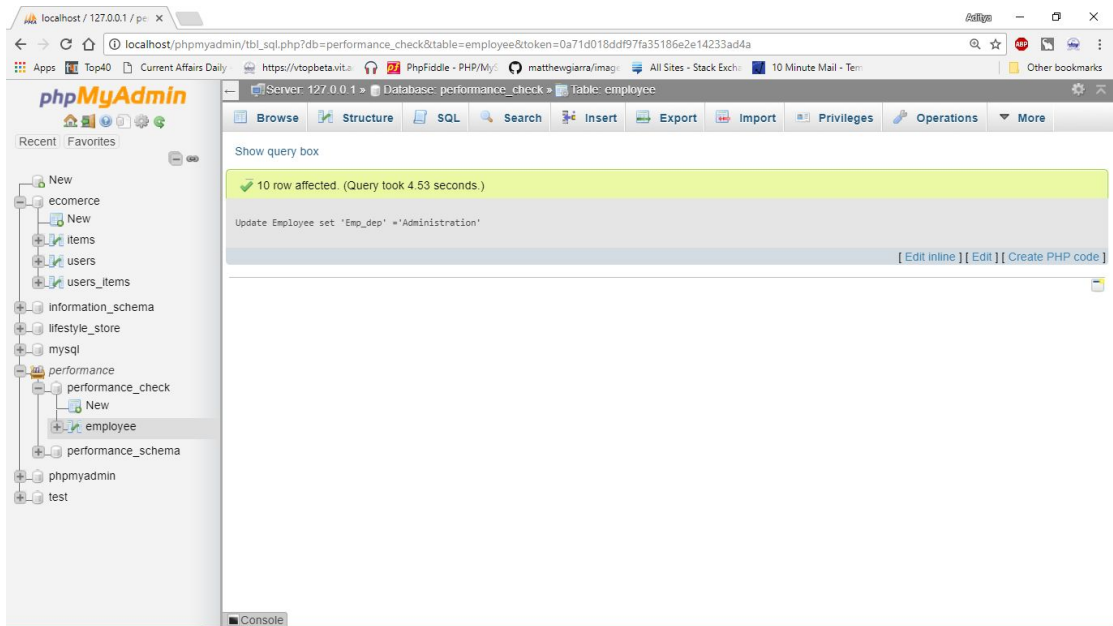 localhost / 127.0.0.1 / pe
Aditya
localhost/phpmyadmin/tbl_sql.php?db=performance_check&table=employee&token=0a71d018ddf97fa35186e2e14233ad4a
ABP
Apps Top40 Current Affairs Daily https://vtopbeta.vit.a PhpFiddle - PHP/MyS matthewgiarra/image All Sites - Stack Exch 10 Minute Mail - Tem Other bookmarks
phpMyAdmin
Recent Favorites
New
ecomerce
New
items
users
users_items
information_schema
lifestyle_store
mysql
performance
performance_check
New
employee
performance_schema
phpmyadmin
test
Server: 127.0.0.1 » Database: performance_check » Table: employee
Browse Structure SQL Search Insert Export Import Privileges Operations More
Show query box
10 row affected. (Query took 4.53 seconds.)
Update Employee set 'Emp_dep' ='Administration'
[ Edit inline ] [ Edit ] [ Create PHP code ]
Console